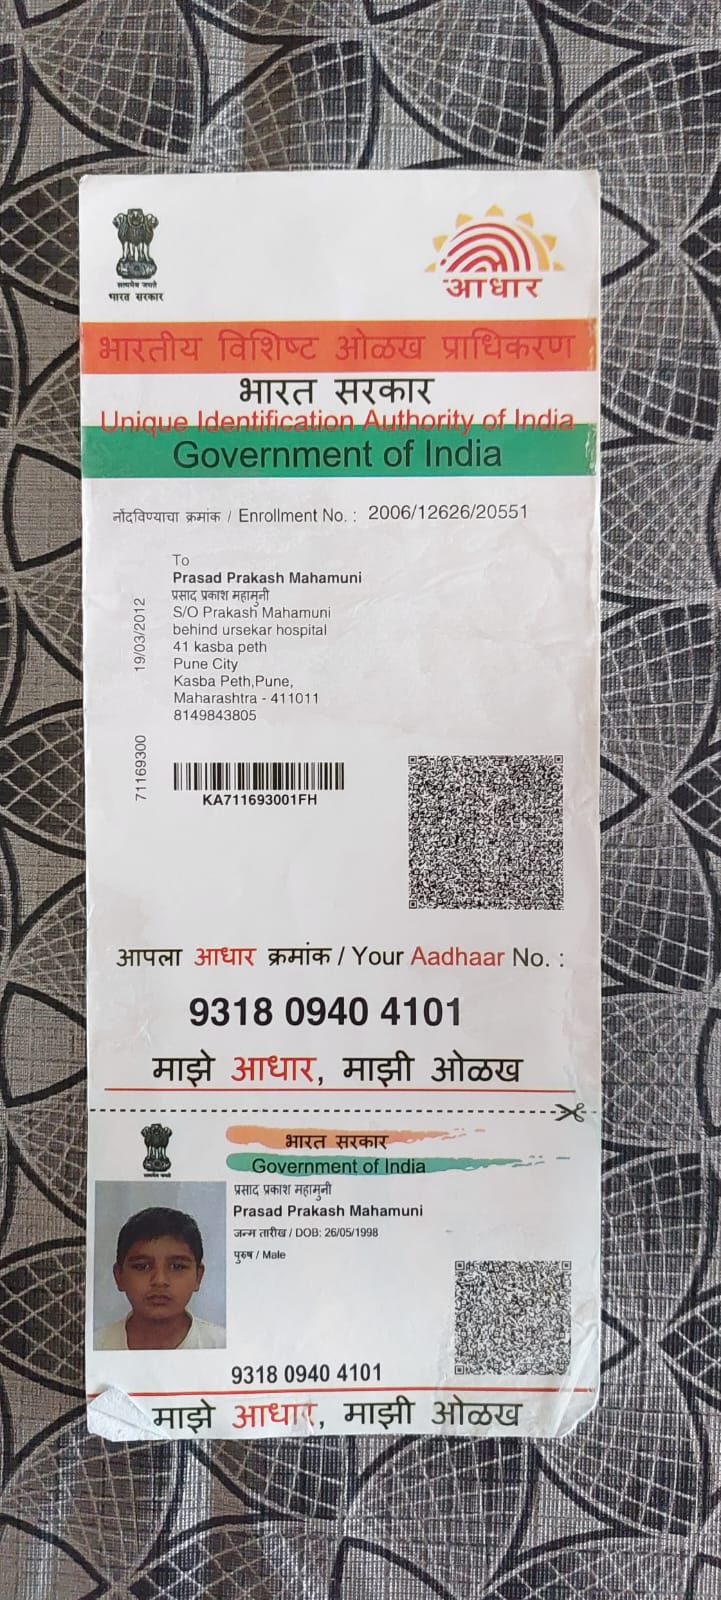 सत्यमेव जयते
भारत सरकार
आधार
भारतीय विशिष्ट ओळख प्राधिकरण
भारत सरकार
Unique Identification Authority of India
Government of India
नोंदविण्याचा क्रमांक / Enrollment No. : 2006/12626/20551
To
Prasad Prakash Mahamuni
प्रसाद प्रकाश महामुनी
S/O Prakash Mahamuni
behind ursekar hospital
41 kasba peth
Pune City
Kasba Peth,Pune,
Maharashtra - 411011
8149843805
19/03/2012
71169300
KA711693001FH
आपला आधार क्रमांक / Your Aadhaar No. :
9318 0940 4101
माझे आधार, माझी ओळख
भारत सरकार
Government of India
प्रसाद प्रकाश महामुनी
Prasad Prakash Mahamuni
जन्म तारीख / DOB: 26/05/1998
पुरुष / Male
9318 0940 4101
माझे आधार, माझी ओळख